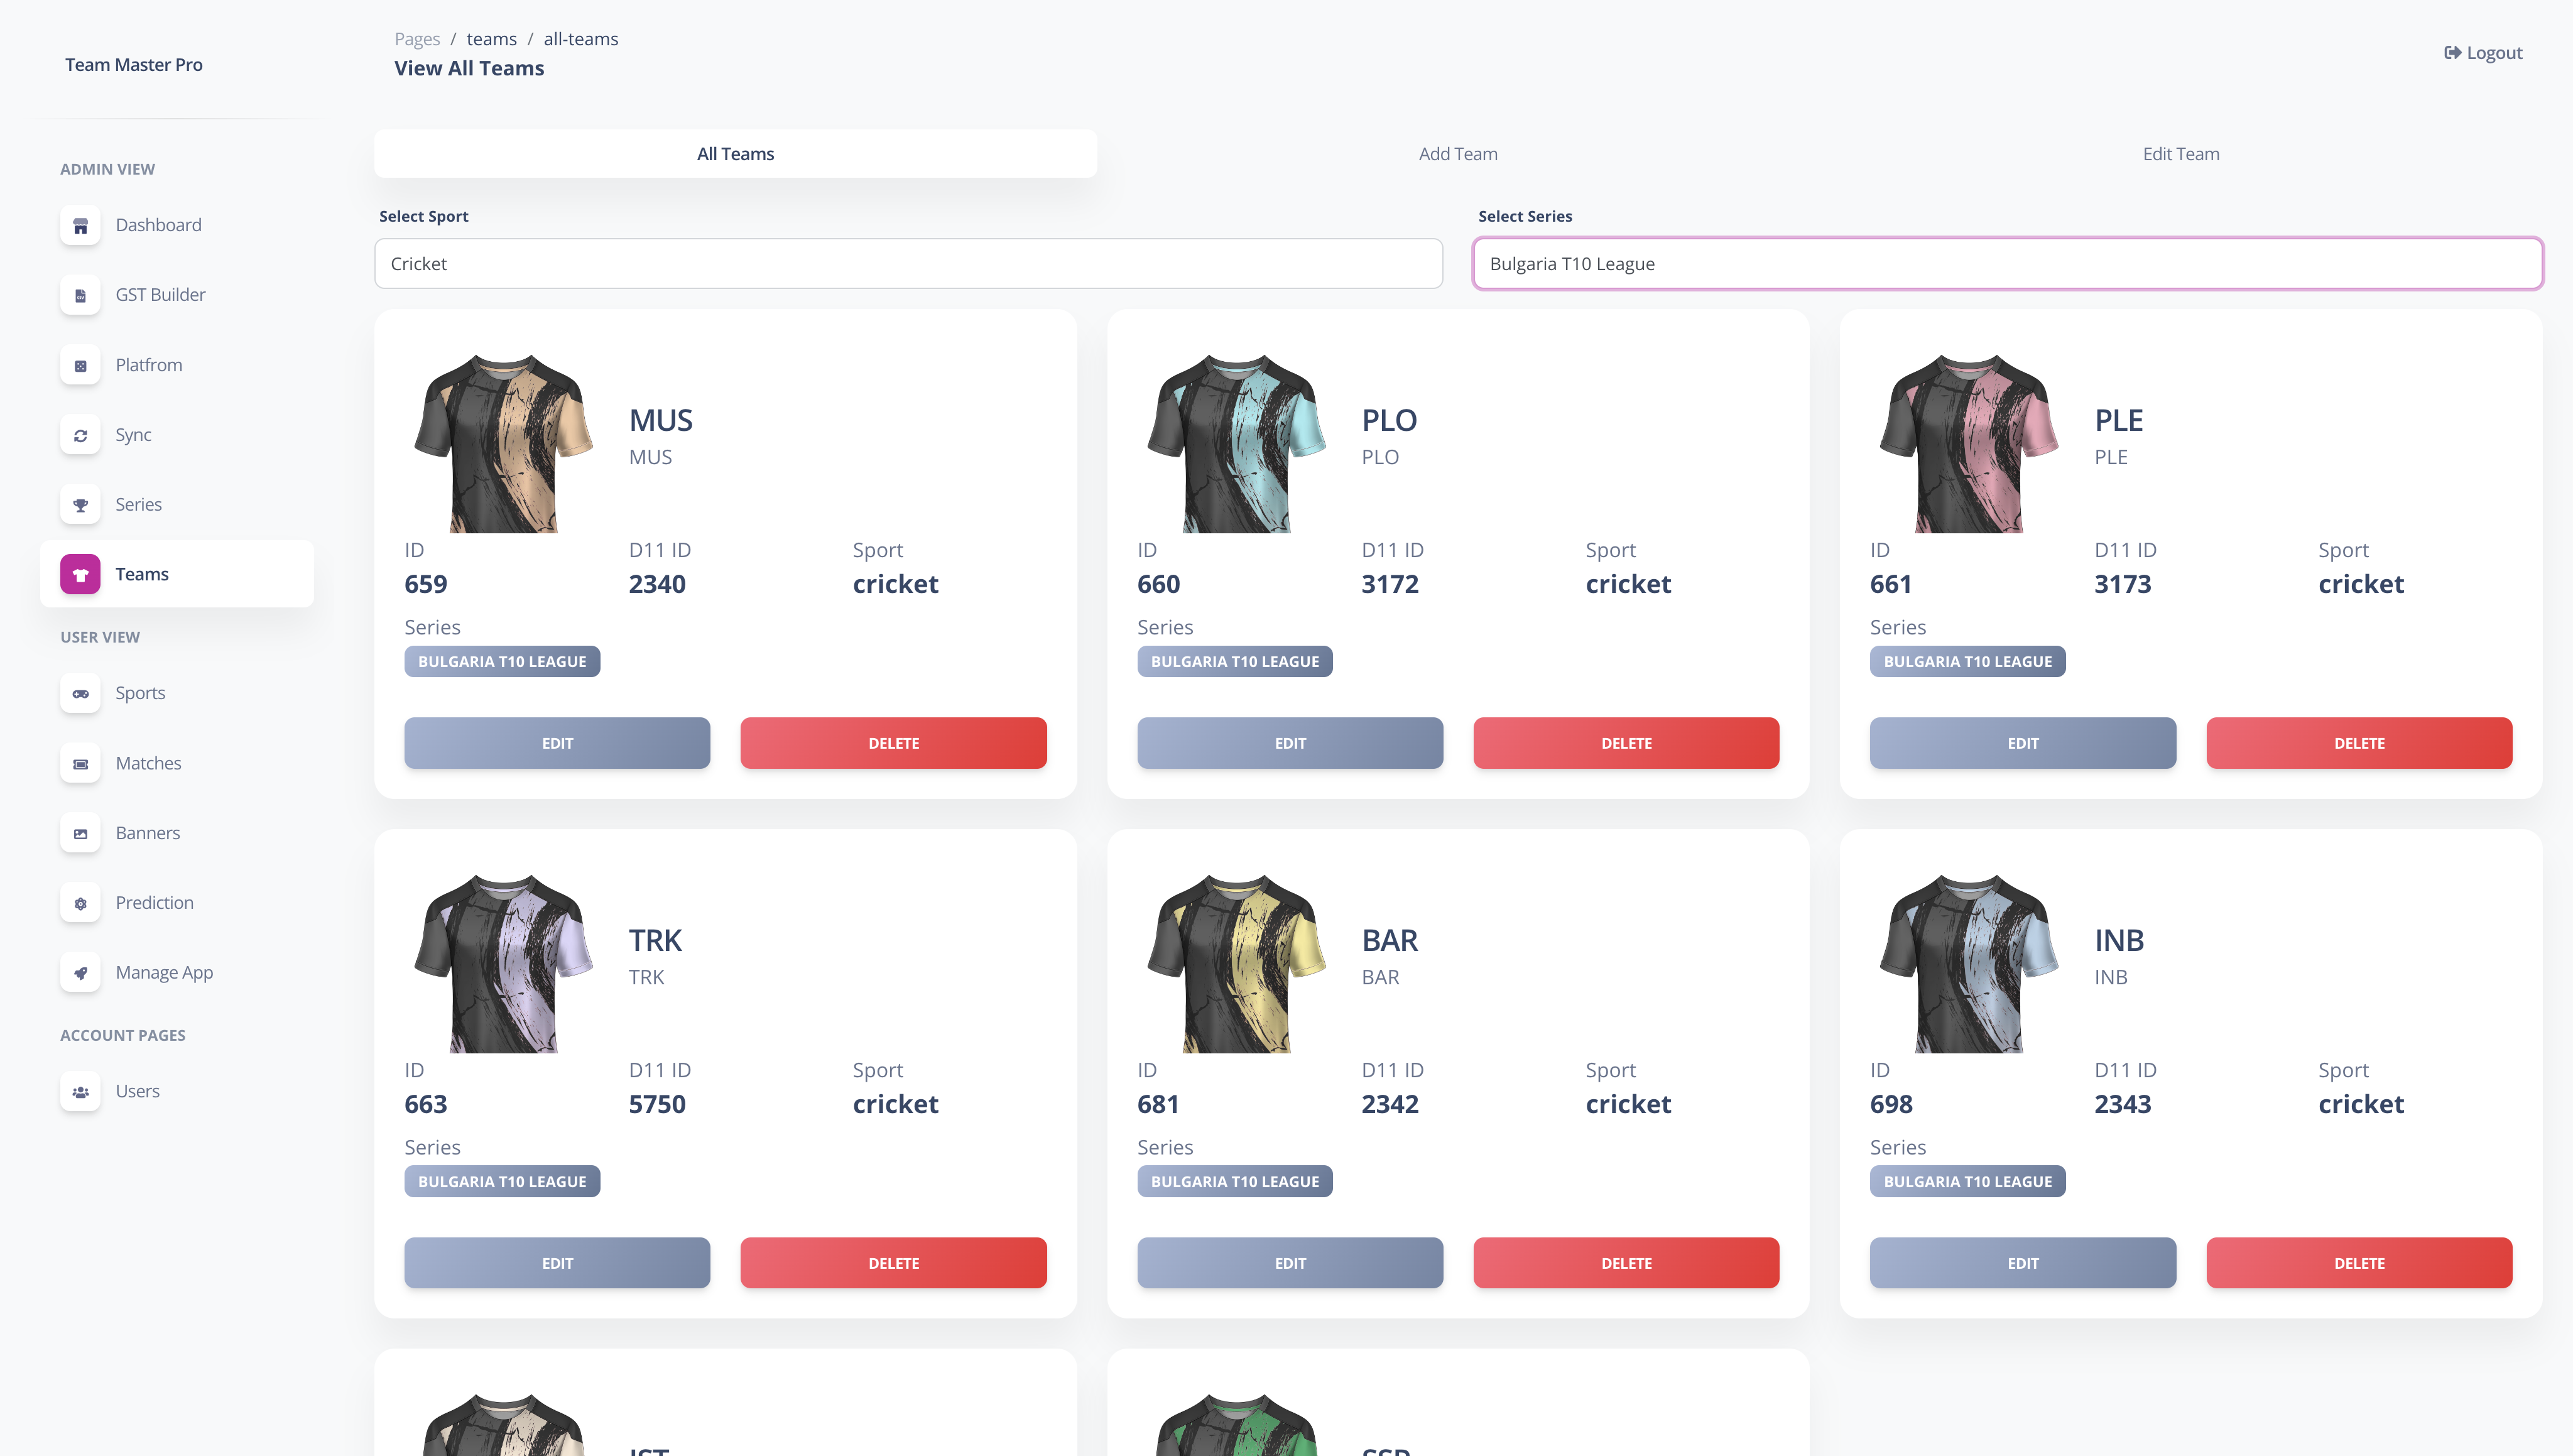 Team Master Pro
ADMIN VIEW
Dashboard
GST Builder
Platfrom
Sync
Series
Teams
USER VIEW
Sports
Matches
Banners
Prediction
Manage App
ACCOUNT PAGES
Users
Pages / teams / all-teams
View All Teams
Logout
All Teams
Add Team
Edit Team
Select Sport
Cricket
Select Series
Bulgaria T10 League
MUS
MUS
ID D11 ID Sport
659 2340 cricket
Series
BULGARIA T10 LEAGUE
EDIT DELETE
PLO
PLO
ID D11 ID Sport
660 3172 cricket
Series
BULGARIA T10 LEAGUE
EDIT DELETE
PLE
PLE
ID D11 ID Sport
661 3173 cricket
Series
BULGARIA T10 LEAGUE
EDIT DELETE
TRK
TRK
ID D11 ID Sport
663 5750 cricket
Series
BULGARIA T10 LEAGUE
EDIT DELETE
BAR
BAR
ID D11 ID Sport
681 2342 cricket
Series
BULGARIA T10 LEAGUE
EDIT DELETE
INB
INB
ID D11 ID Sport
698 2343 cricket
Series
BULGARIA T10 LEAGUE
EDIT DELETE